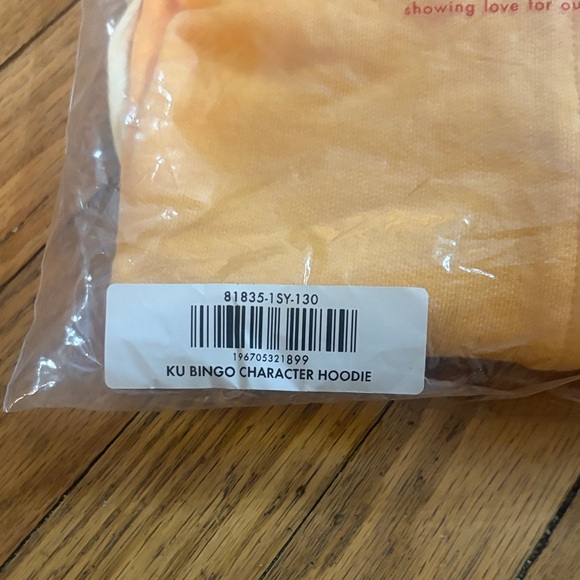 showing love for ou
81835-1SY-130
196705321899
KU BINGO CHARACTER HOODIE